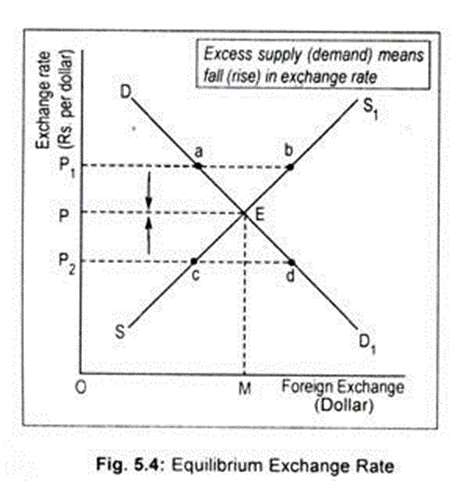 Excess supply (demand) means
fall (rise) in exchange rate
Exchange rate
(Rs. per dollar)
D
S1
a
b
P1
P
E
P2
c
d
S
D1
O
M
Foreign Exchange
(Dollar)
Fig. 5.4: Equilibrium Exchange Rate